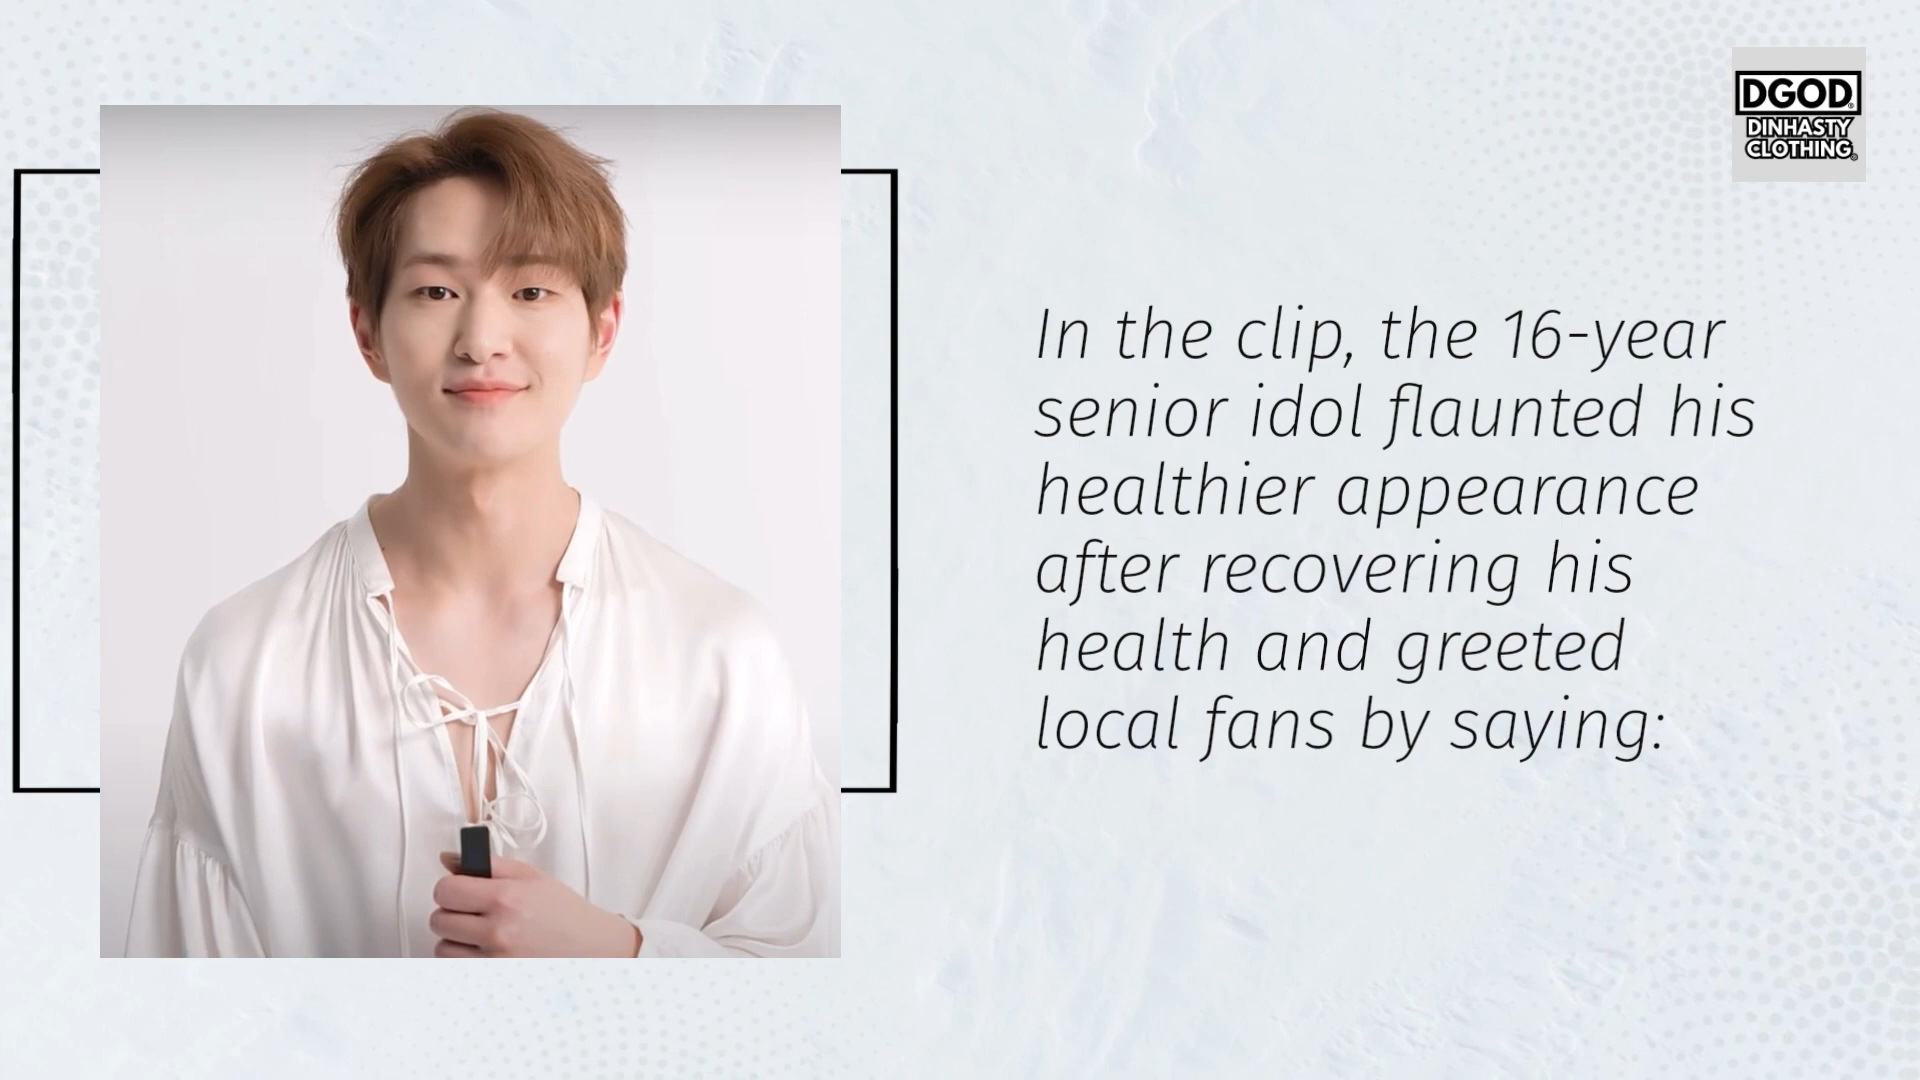 DGOD®
DINHASTY
CLOTHING®
In the clip, the 16-year
senior idol flaunted his
healthier appearance
after recovering his
health and greeted
local fans by saying: